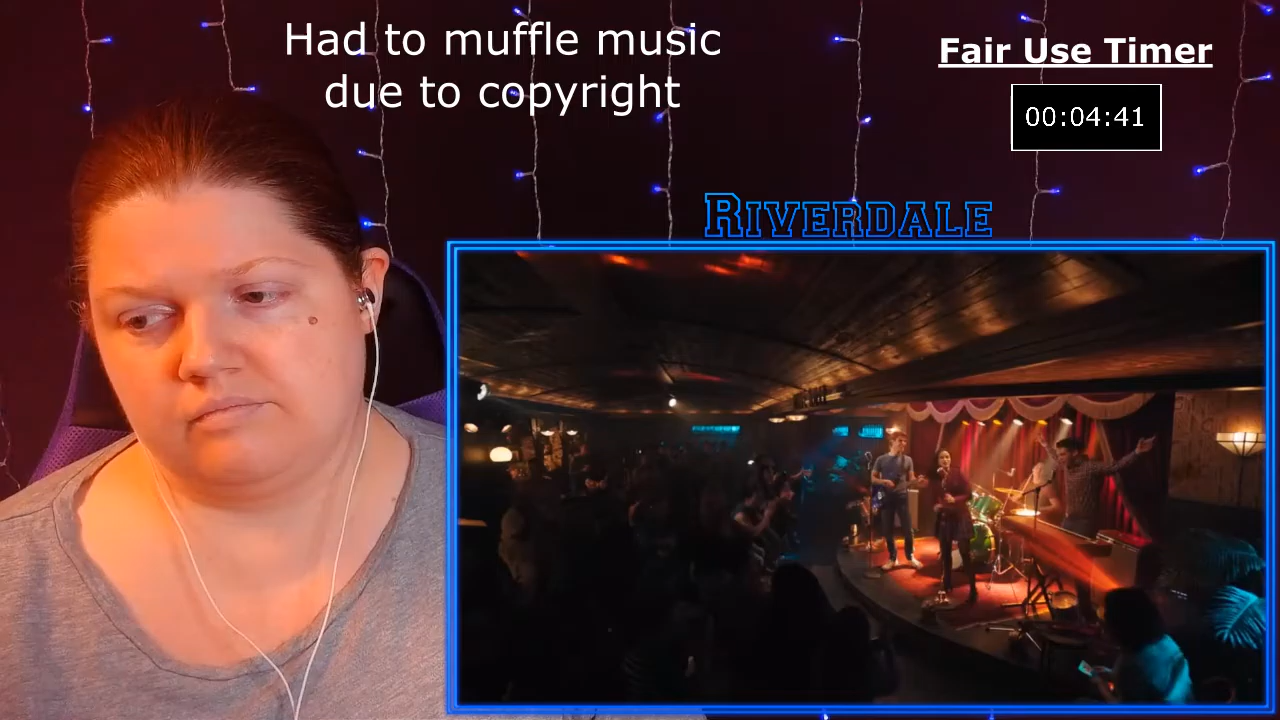 Had to muffle music
due to copyright
Fair Use Timer
00:04:41
RIVERDALE